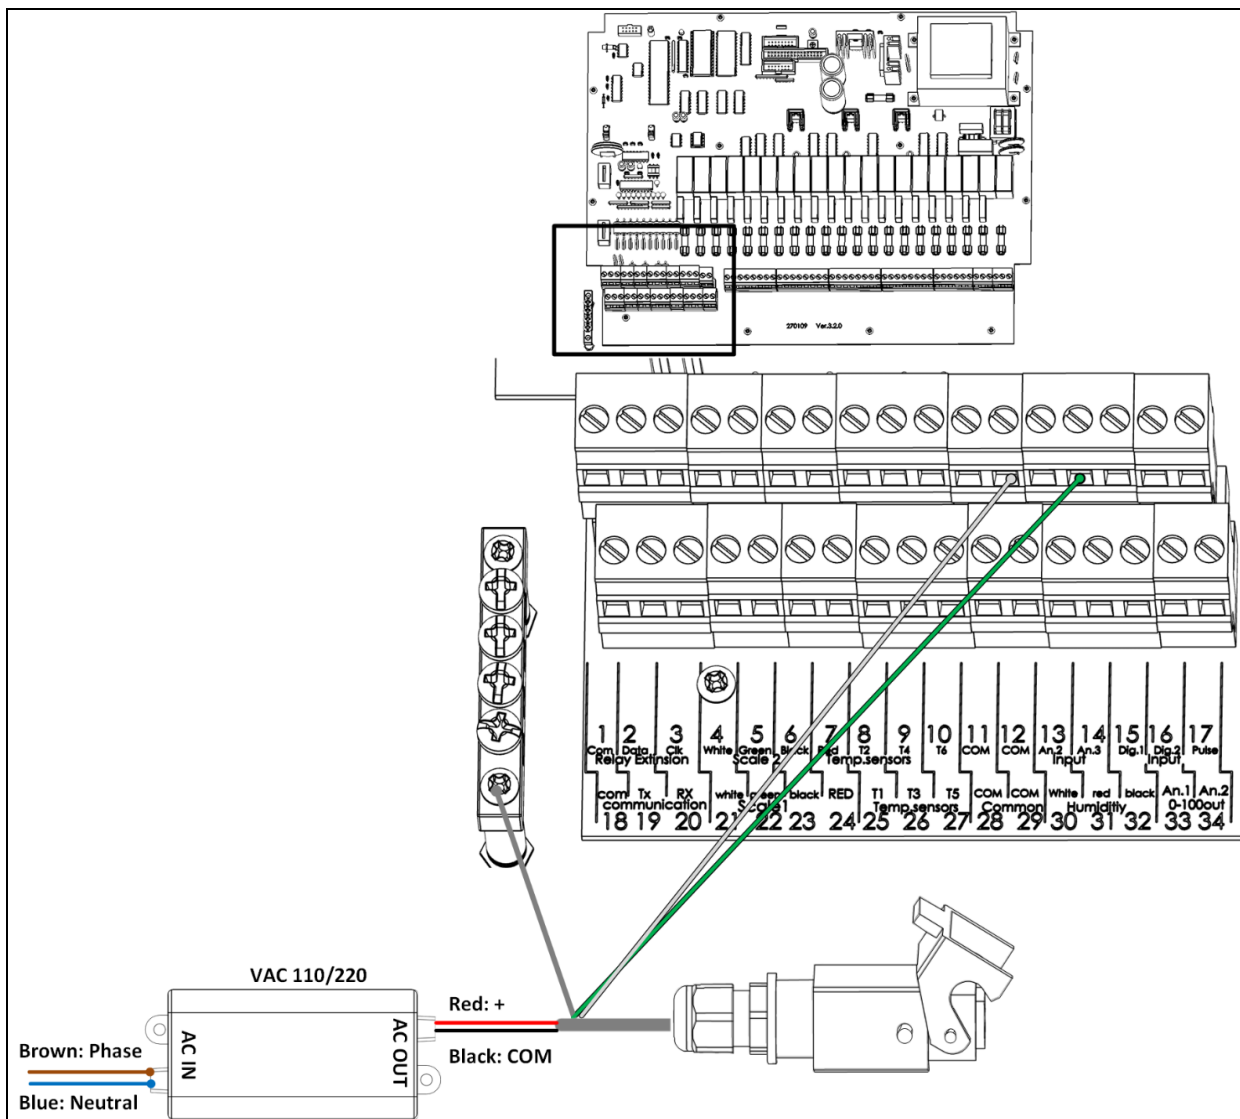 270109 Ver.3.2.0
1 2 3 4 5 6 7 8 9 10 11 12 13 14 15 16 17
Com Data Clk White Green Black Red T2 T4 T6 COM COM An.2 An.3 Dig.1 Dig.2 Pulse
Relay Extinsion Scale 2 Temp.sensors Input Input
com Tx RX white green black RED T1 T3 T5 COM COM White red black An.1 An.2
communication Scale1 Temp.sensors Common Humidtiy 0-100out
18 19 20 21 22 23 24 25 26 27 28 29 30 31 32 33 34
VAC 110/220
Red: +
AC IN
AC OUT
Brown: Phase
Black: COM
Blue: Neutral